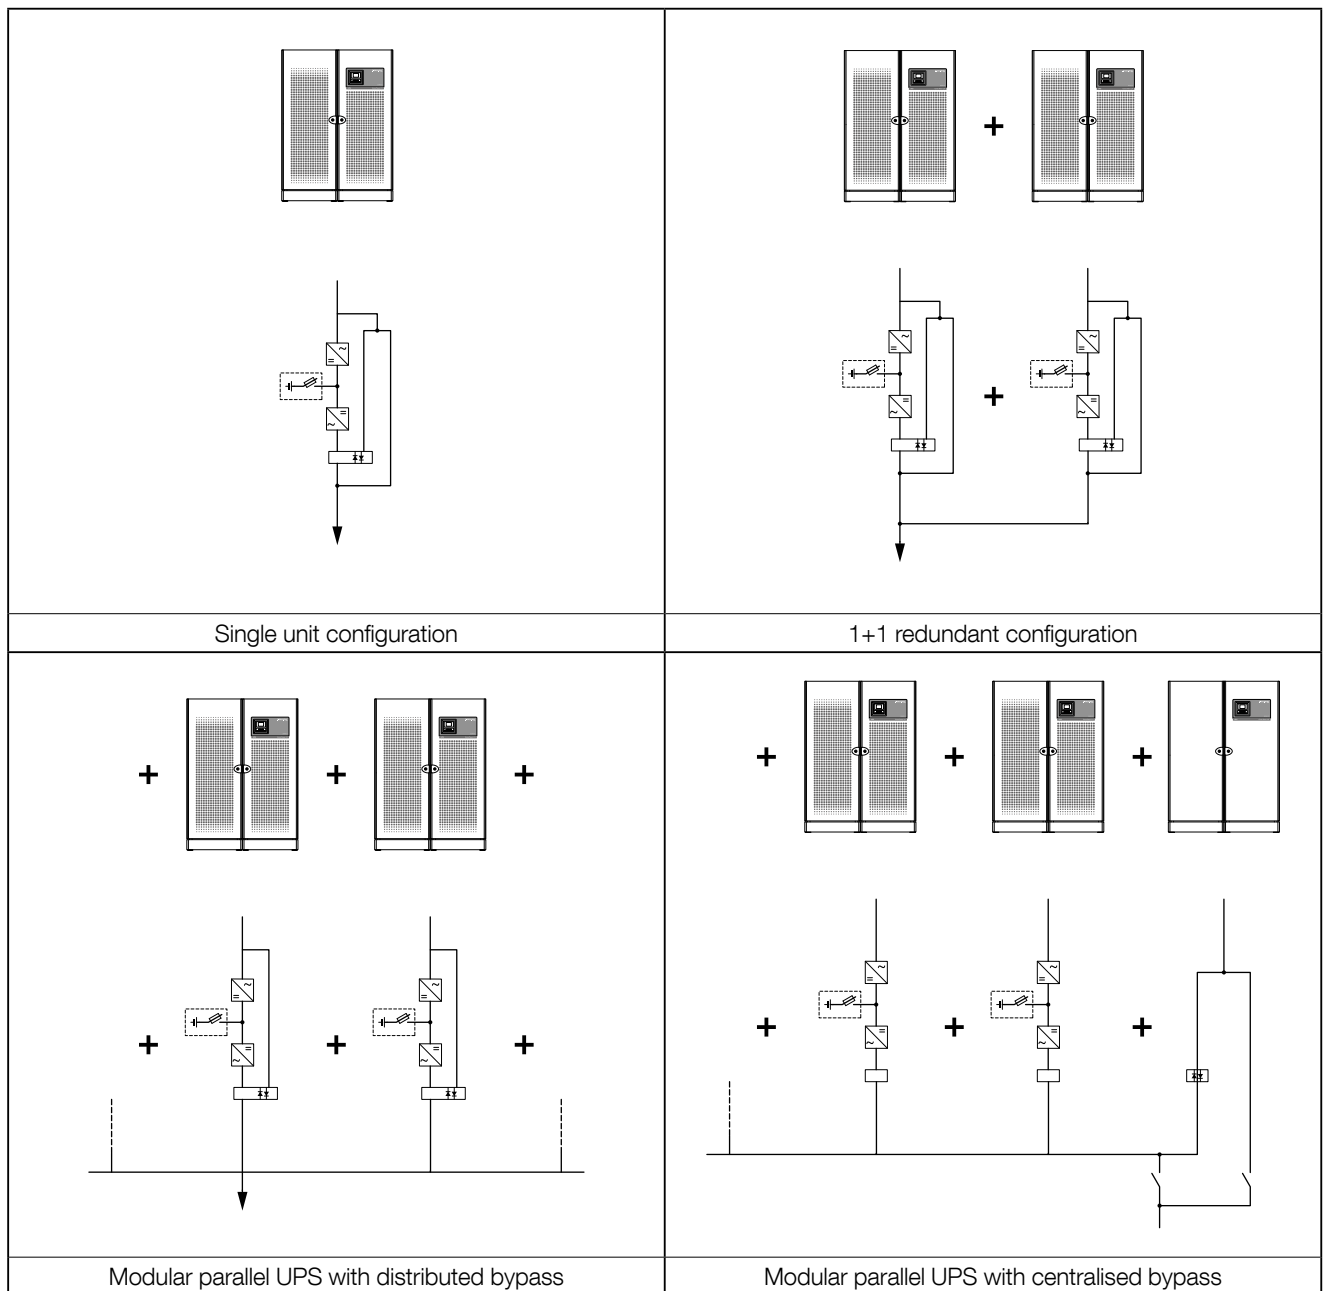 Single unit configuration
1+1 redundant configuration
Modular parallel UPS with distributed bypass
Modular parallel UPS with centralised bypass